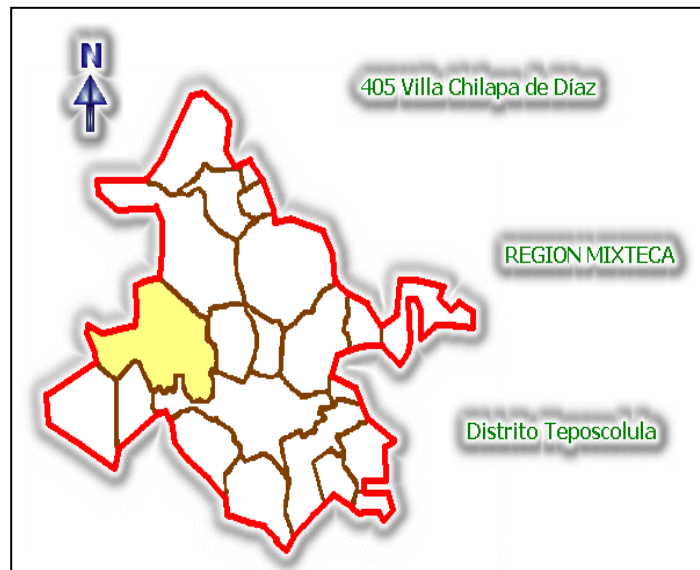 N
405 Villa Chilapa de Díaz
REGION MIXTECA
Distrito Teposcolula